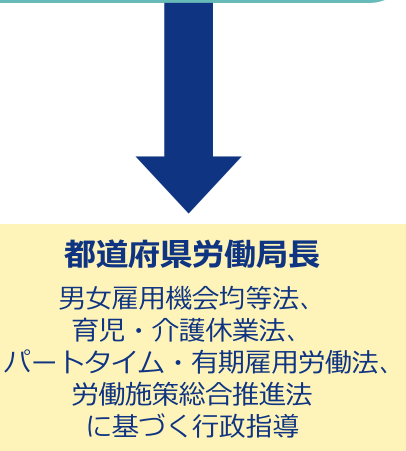 都道府県労働局長
男女雇用機会均等法、
育児・介護休業法、
パートタイム・有期雇用労働法、
労働施策総合推進法
に基づく行政指導